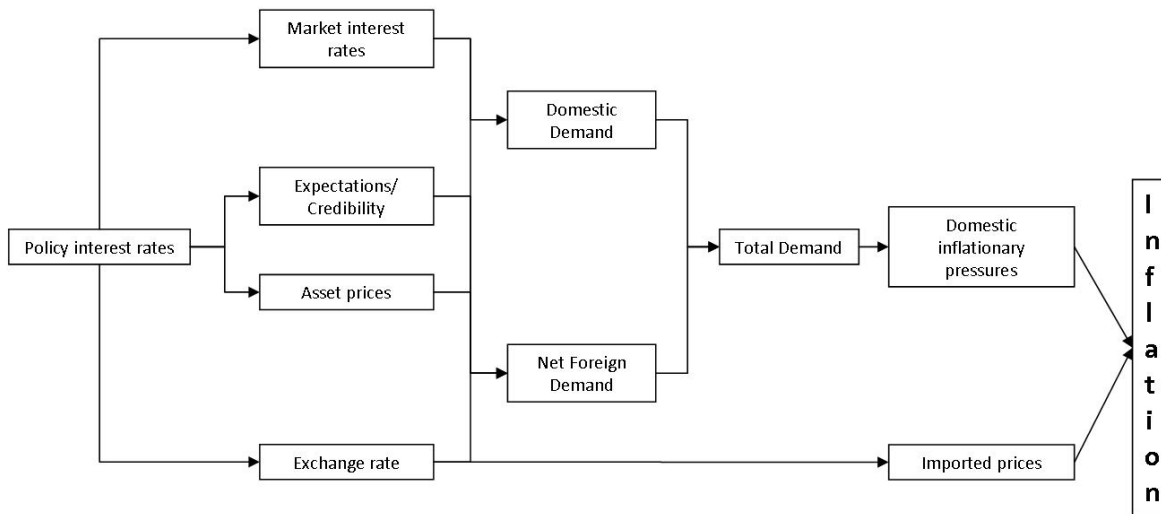 Market interest
rates
Domestic
Demand
Expectations/
Credibility
Policy interest rates
Asset prices
Total Demand
Domestic
inflationary
pressures
Net Foreign
Demand
Exchange rate
Imported prices
I
n
f
l
a
t
i
o
n